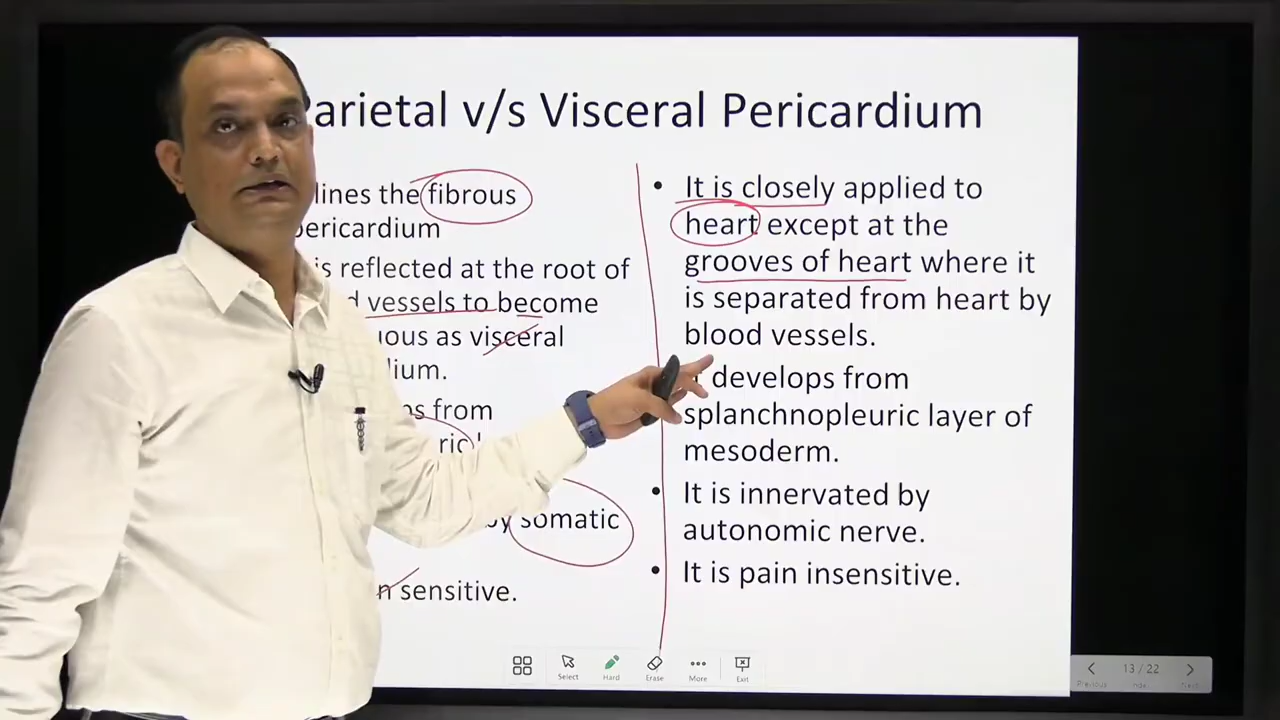 Parietal v/s Visceral Pericardium
lines the fibrous
pericardium
is reflected at the root of
vessels to become
as visceral
from
by somatic
sensitive.
• It is closely applied to
heart except at the
grooves of heart where it
is separated from heart by
blood vessels.
develops from
splanchnopleuric layer of
mesoderm.
• It is innervated by
autonomic nerve.
• It is pain insensitive.
Select
Hard
Erase
More
Exit
Previous
13 / 22